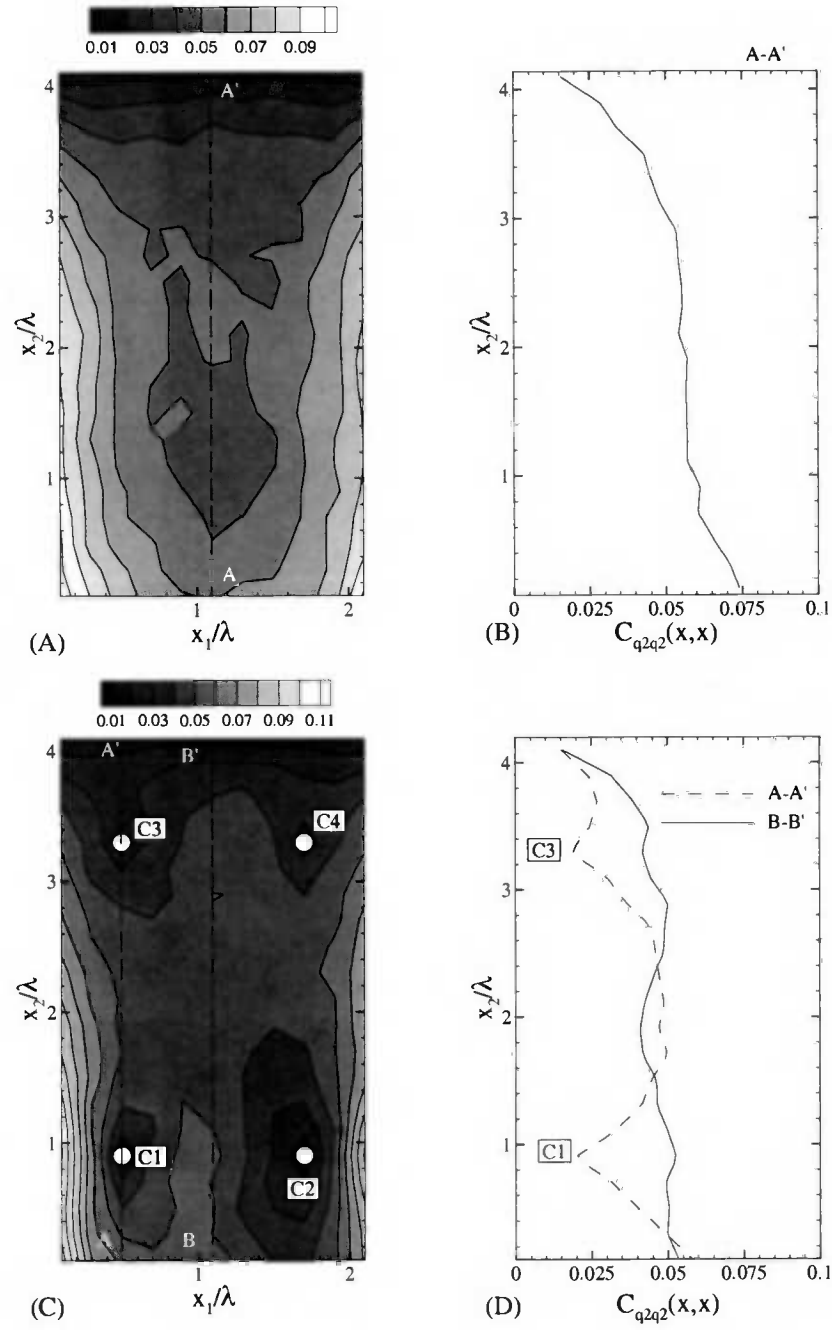 0.01 0.03 0.05 0.07 0.09
A-A'
4
A'
3
2
1
A
1
2
x₂/λ
x₁/λ
(A)
4
3
2
1
0
0.025
0.05
0.075
0.1
x₂/λ
C_q2q2(x,x)
(B)
0.01 0.03 0.05 0.07 0.09 0.11
A'
B'
4
C3
C4
3
2
1
C1
C2
B
1
2
x₂/λ
x₁/λ
(C)
4
A-A'
B-B'
C3
3
2
1
C1
0
0.025
0.05
0.075
0.1
x₂/λ
C_q2q2(x,x)
(D)